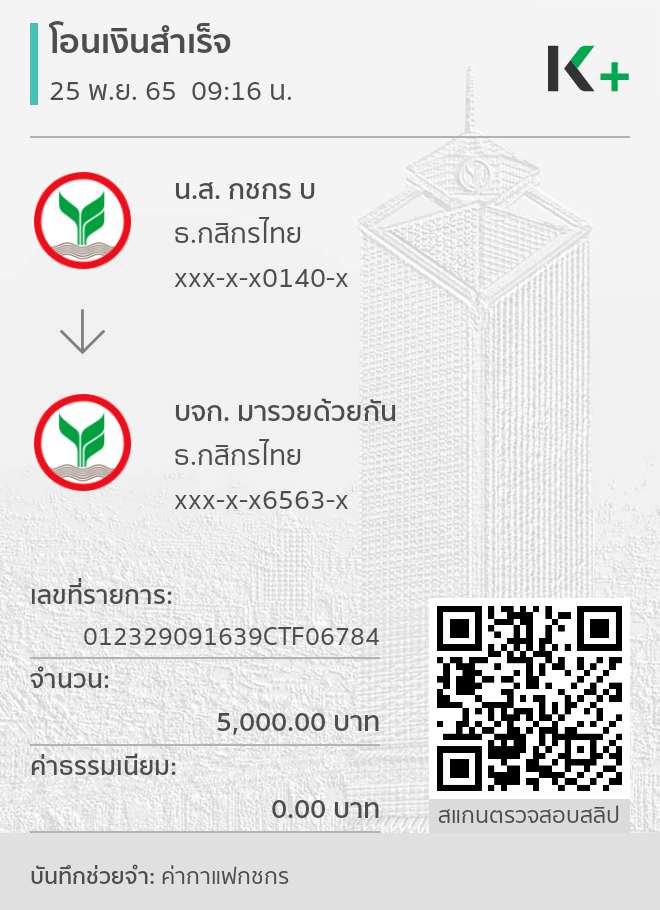 โอนเงินสำเร็จ
25 พ.ย. 65  09:16 น.
K+
น.ส. กชกร บ
ธ.กสิกรไทย
xxx-x-x0140-x
บจก. มารวยด้วยกัน
ธ.กสิกรไทย
xxx-x-x6563-x
เลขที่รายการ:
012329091639CTF06784
จำนวน:
5,000.00 บาท
ค่าธรรมเนียม:
0.00 บาท
สแกนตรวจสอบสลิป
บันทึกช่วยจำ: ค่ากาแฟกชกร